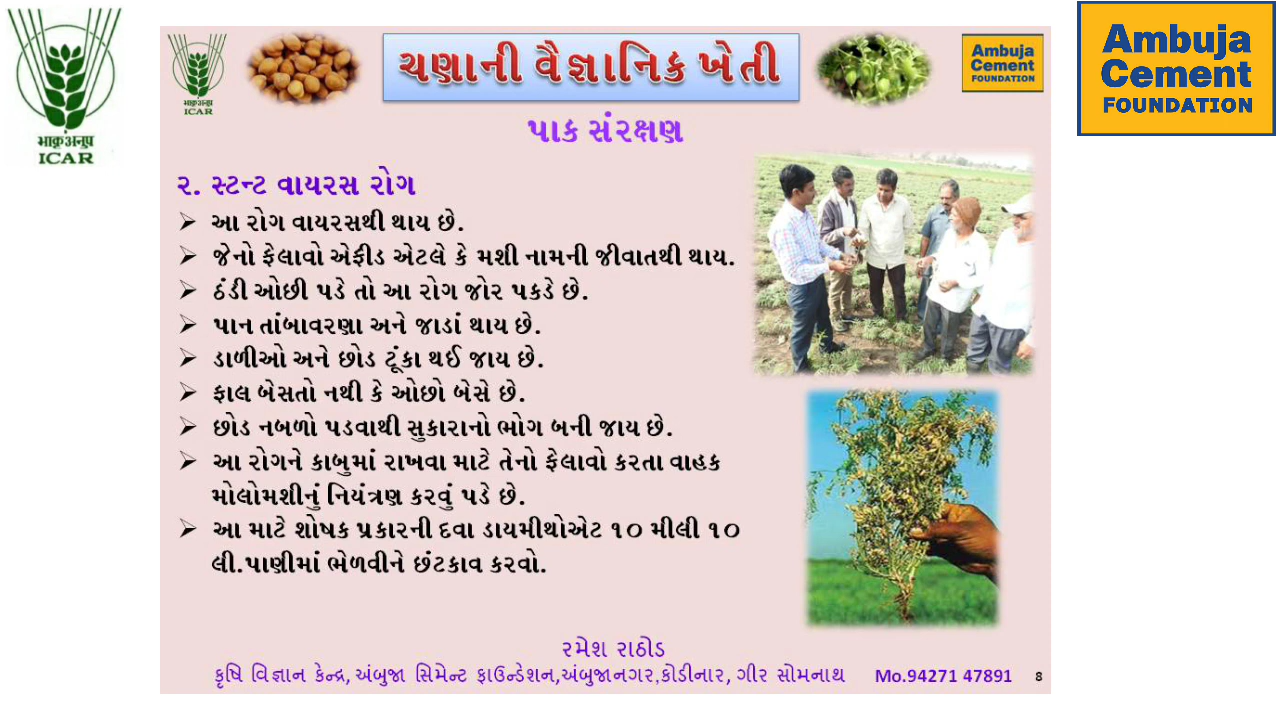 भाकृअनुप
ICAR
Ambuja
Cement
FOUNDATION
भाकृअनुप
ICAR
ચણાની વૈજ્ઞાનિક ખેતી
Ambuja
Cement
FOUNDATION
પાક સંરક્ષણ
૨. સ્ટન્ટ વાયરસ રોગ
➢ આ રોગ વાયરસથી થાય છે.
➢ જેનો ફેલાવો એફીડ એટલે કે મશી નામની જીવાતથી થાય.
➢ ઠંડી ઓછી પડે તો આ રોગ જોર પકડે છે.
➢ પાન તાંબાવરણા અને જાડાં થાય છે.
➢ ડાળીઓ અને છોડ ટૂંકા થઈ જાય છે.
➢ ફાલ બેસતો નથી કે ઓછો બેસે છે.
➢ છોડ નબળો પડવાથી સુકારાનો ભોગ બની જાય છે.
➢ આ રોગને કાબુમાં રાખવા માટે તેનો ફેલાવો કરતા વાહક
મોલોમશીનું નિયંત્રણ કરવું પડે છે.
➢ આ માટે શોષક પ્રકારની દવા ડાયમીથોએટ ૧૦ મીલી ૧૦
લી.પાણીમાં ભેળવીને છંટકાવ કરવો.
રમેશ રાઠોડ
કૃષિ વિજ્ઞાન કેન્દ્ર, અંબુજા સિમેન્ટ ફાઉન્ડેશન,અંબુજાનગર,કોડીનાર, ગીર સોમનાથ Mo.94271 47891 8